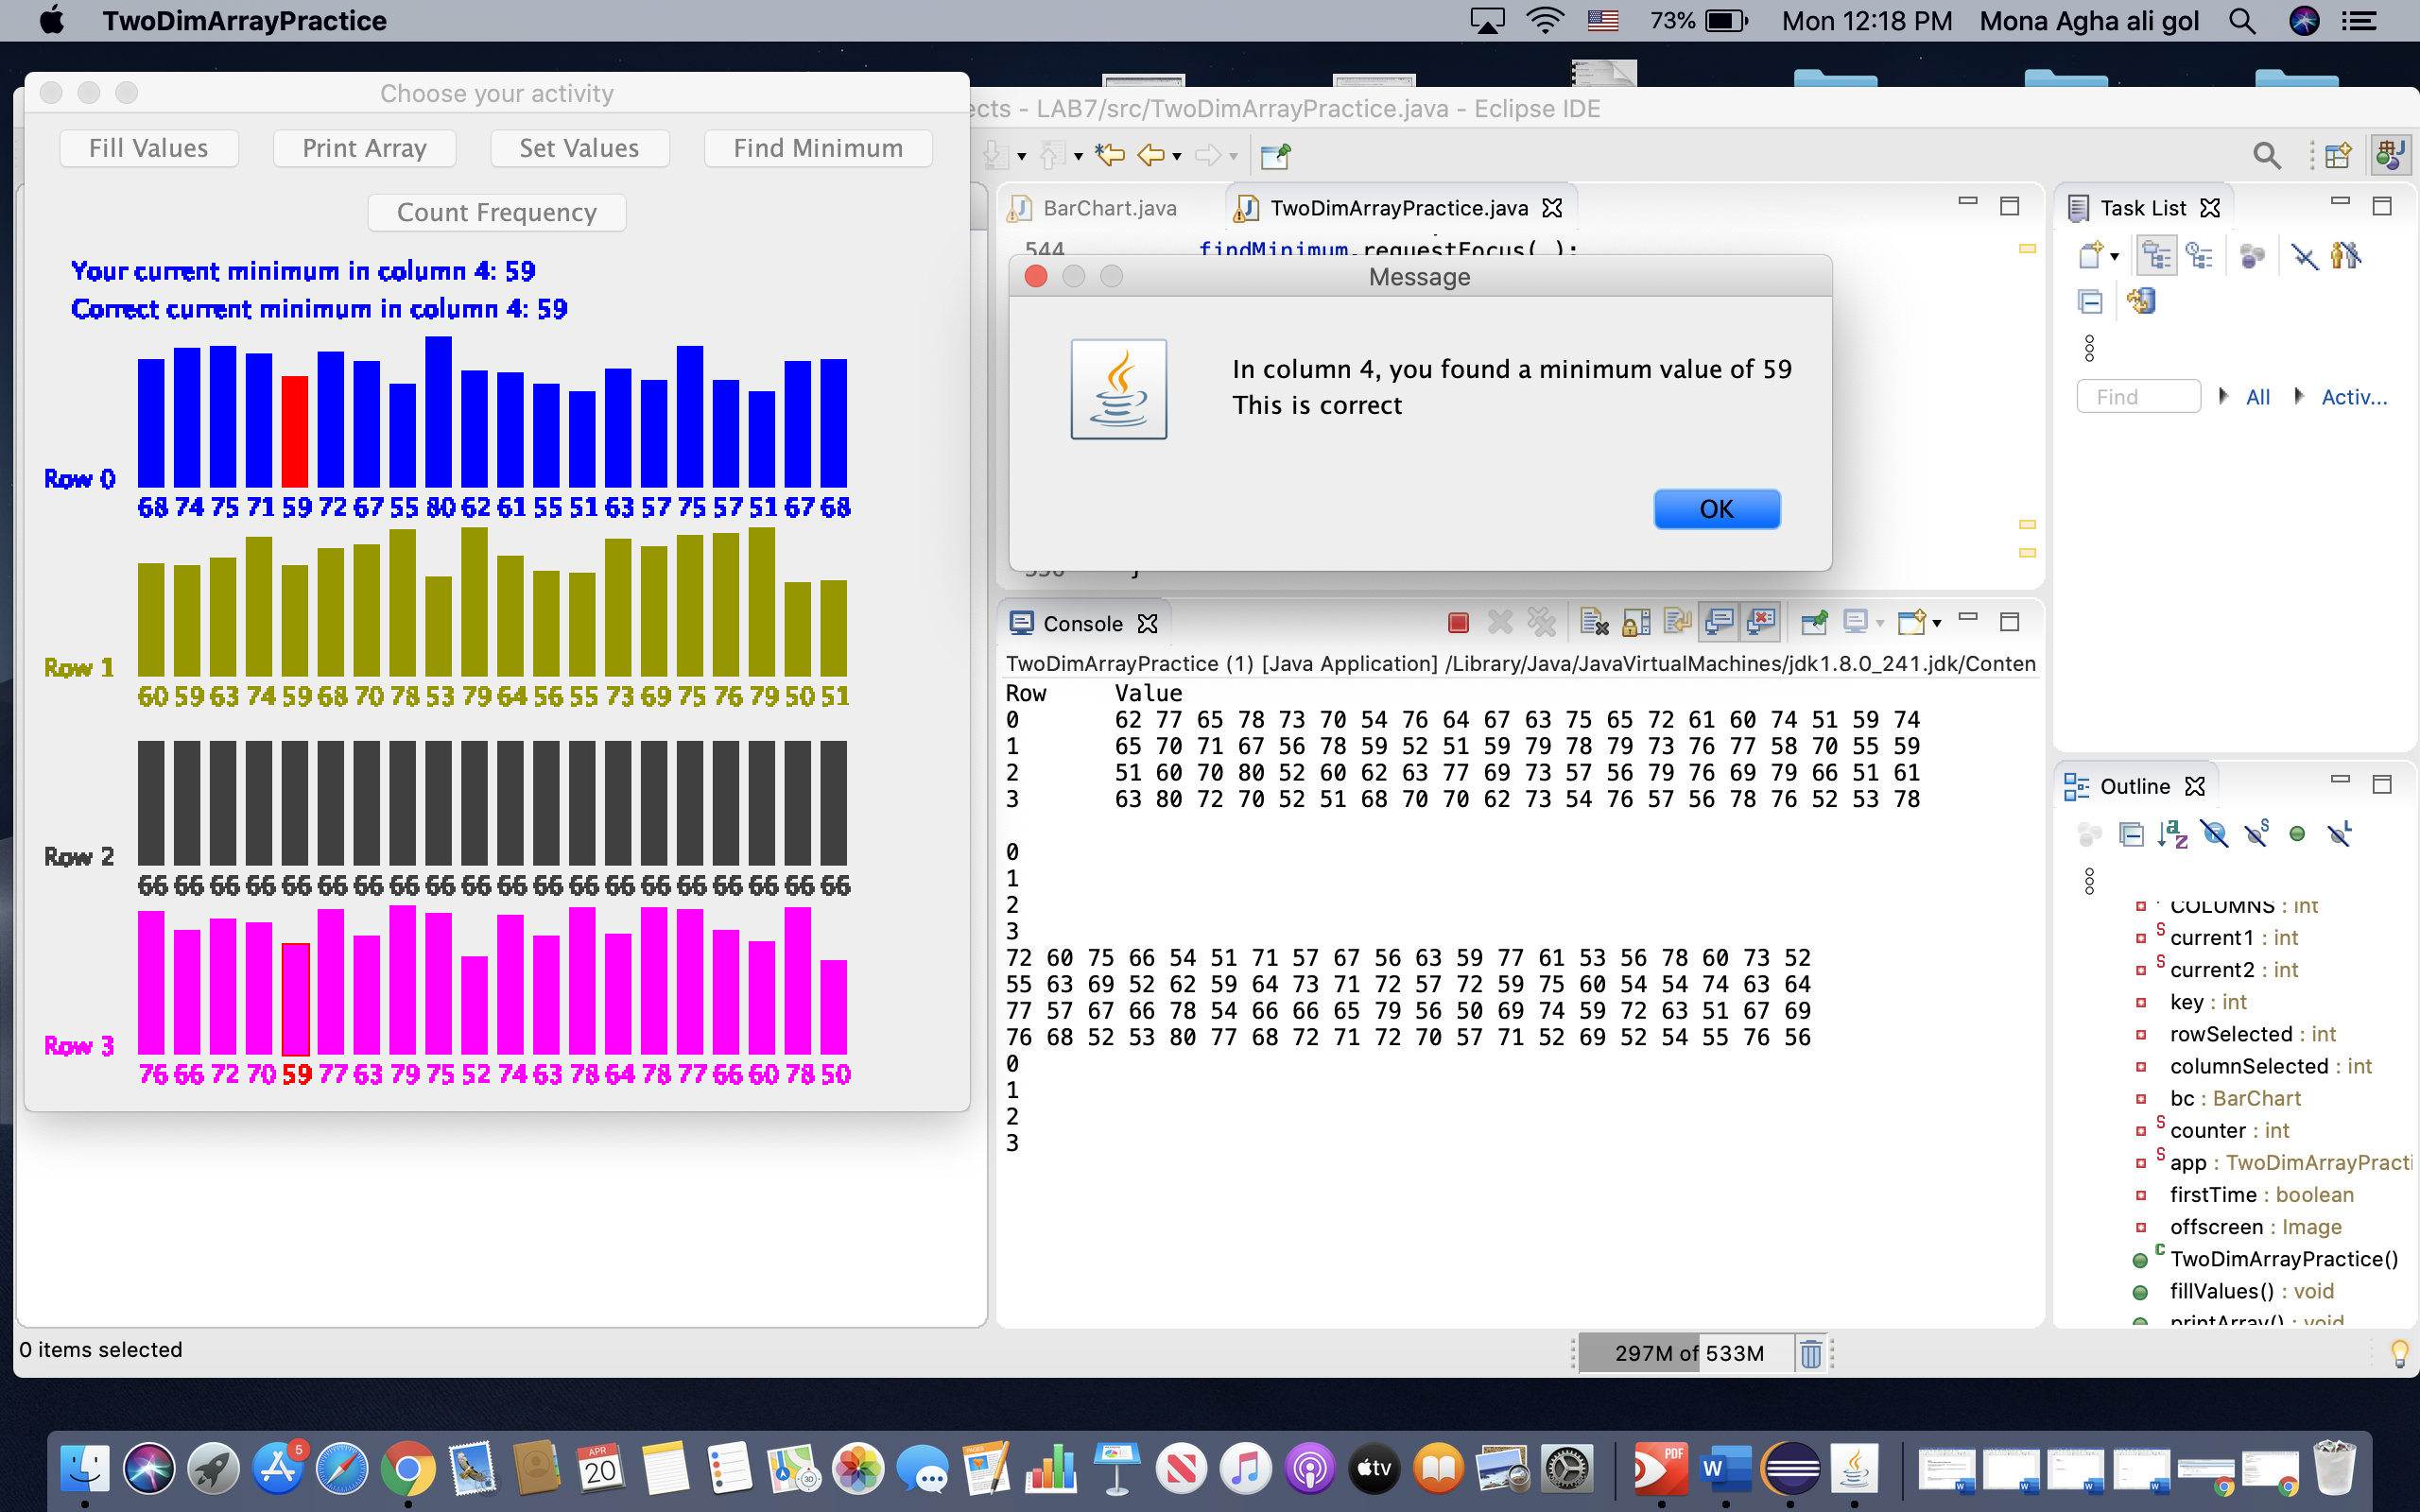 TwoDimArrayPractice
73%
Mon 12:18 PM Mona Agha ali gol
Choose your activity
Fill Values Print Array Set Values Find Minimum
Count Frequency
Your current minimum in column 4: 59
Correct current minimum in column 4: 59
Row 0
68 74 75 71 59 72 67 55 80 62 61 55 51 63 57 75 57 51 67 68
Row 1
60 59 63 74 59 68 70 78 53 79 64 56 55 73 69 75 76 79 50 51
Row 2
66 66 66 66 66 66 66 66 66 66 66 66 66 66 66 66 66 66 66 66
Row 3
76 66 72 70 59 77 63 79 75 52 74 63 78 64 78 77 66 60 78 50
ects - LAB7/src/TwoDimArrayPractice.java - Eclipse IDE
BarChart.java TwoDimArrayPractice.java
544 findMinimum.requestFocus( );
Message
In column 4, you found a minimum value of 59
This is correct
OK
}
Console
TwoDimArrayPractice (1) [Java Application] /Library/Java/JavaVirtualMachines/jdk1.8.0_241.jdk/Conten
Row Value
0 62 77 65 78 73 70 54 76 64 67 63 75 65 72 61 60 74 51 59 74
1 65 70 71 67 56 78 59 52 51 59 79 78 79 73 76 77 58 70 55 59
2 51 60 70 80 52 60 62 63 77 69 73 57 56 79 76 69 79 66 51 61
3 63 80 72 70 52 51 68 70 70 62 73 54 76 57 56 78 76 52 53 78
0
1
2
3
72 60 75 66 54 51 71 57 67 56 63 59 77 61 53 56 78 60 73 52
55 63 69 52 62 59 64 73 71 72 57 72 59 75 60 54 54 74 63 64
77 57 67 66 78 54 66 66 65 79 56 50 69 74 59 72 63 51 67 69
76 68 52 53 80 77 68 72 71 72 70 57 71 52 69 52 54 55 76 56
0
1
2
3
Task List
Find All Activ...
Outline
COLUMNS : int
current1 : int
current2 : int
key : int
rowSelected : int
columnSelected : int
bc : BarChart
counter : int
app : TwoDimArrayPracti
firstTime : boolean
offscreen : Image
TwoDimArrayPractice()
fillValues() : void
printArray() : void
0 items selected
297M of 533M
5
APR
20
3D
tv
PDF
W